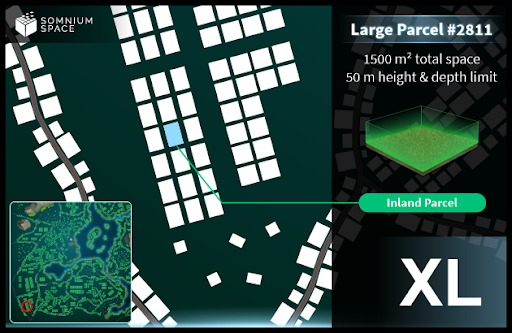 SOMNIUM
SPACE
Large Parcel #2811
1500 m² total space
50 m height & depth limit
Inland Parcel
XL